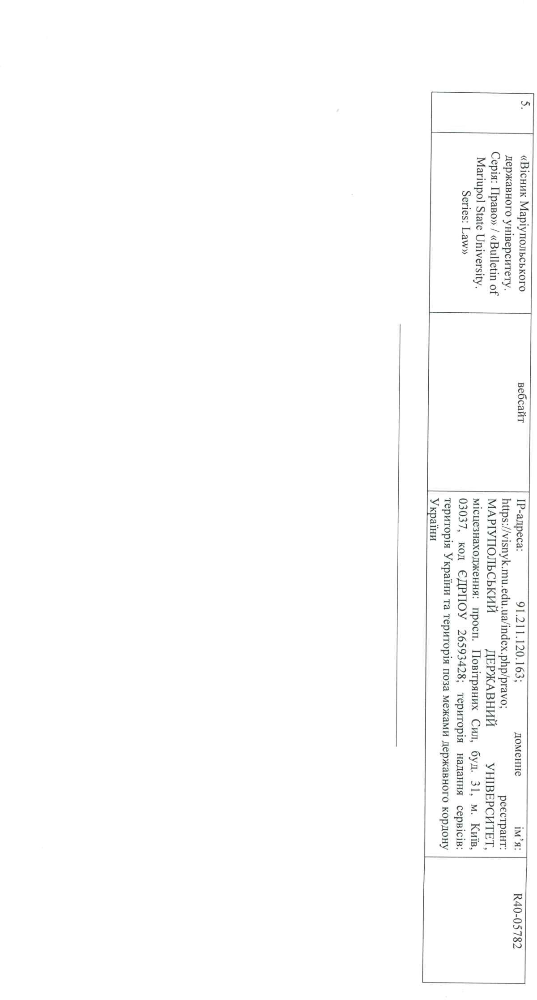 5.
«Вісник Маріупольського
державного університету.
Серія: Право» / «Bulletin of
Mariupol State University.
Series: Law»
вебсайт
IP-адреса: 91.211.120.163; доменне ім’я:
https://visnyk.mu.edu.ua/index.php/pravo; реєстрант:
МАРІУПОЛЬСЬКИЙ ДЕРЖАВНИЙ УНІВЕРСИТЕТ,
місцезнаходження: просп. Повітряних Сил, буд. 31, м. Київ,
03037, код ЄДРПОУ 26593428; територія надання сервісів:
територія України та територія поза межами державного кордону
України
R40-05782